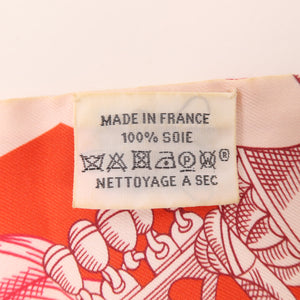 MADE IN FRANCE
100% SOIE
P W ®
NETTOYAGE A SEC